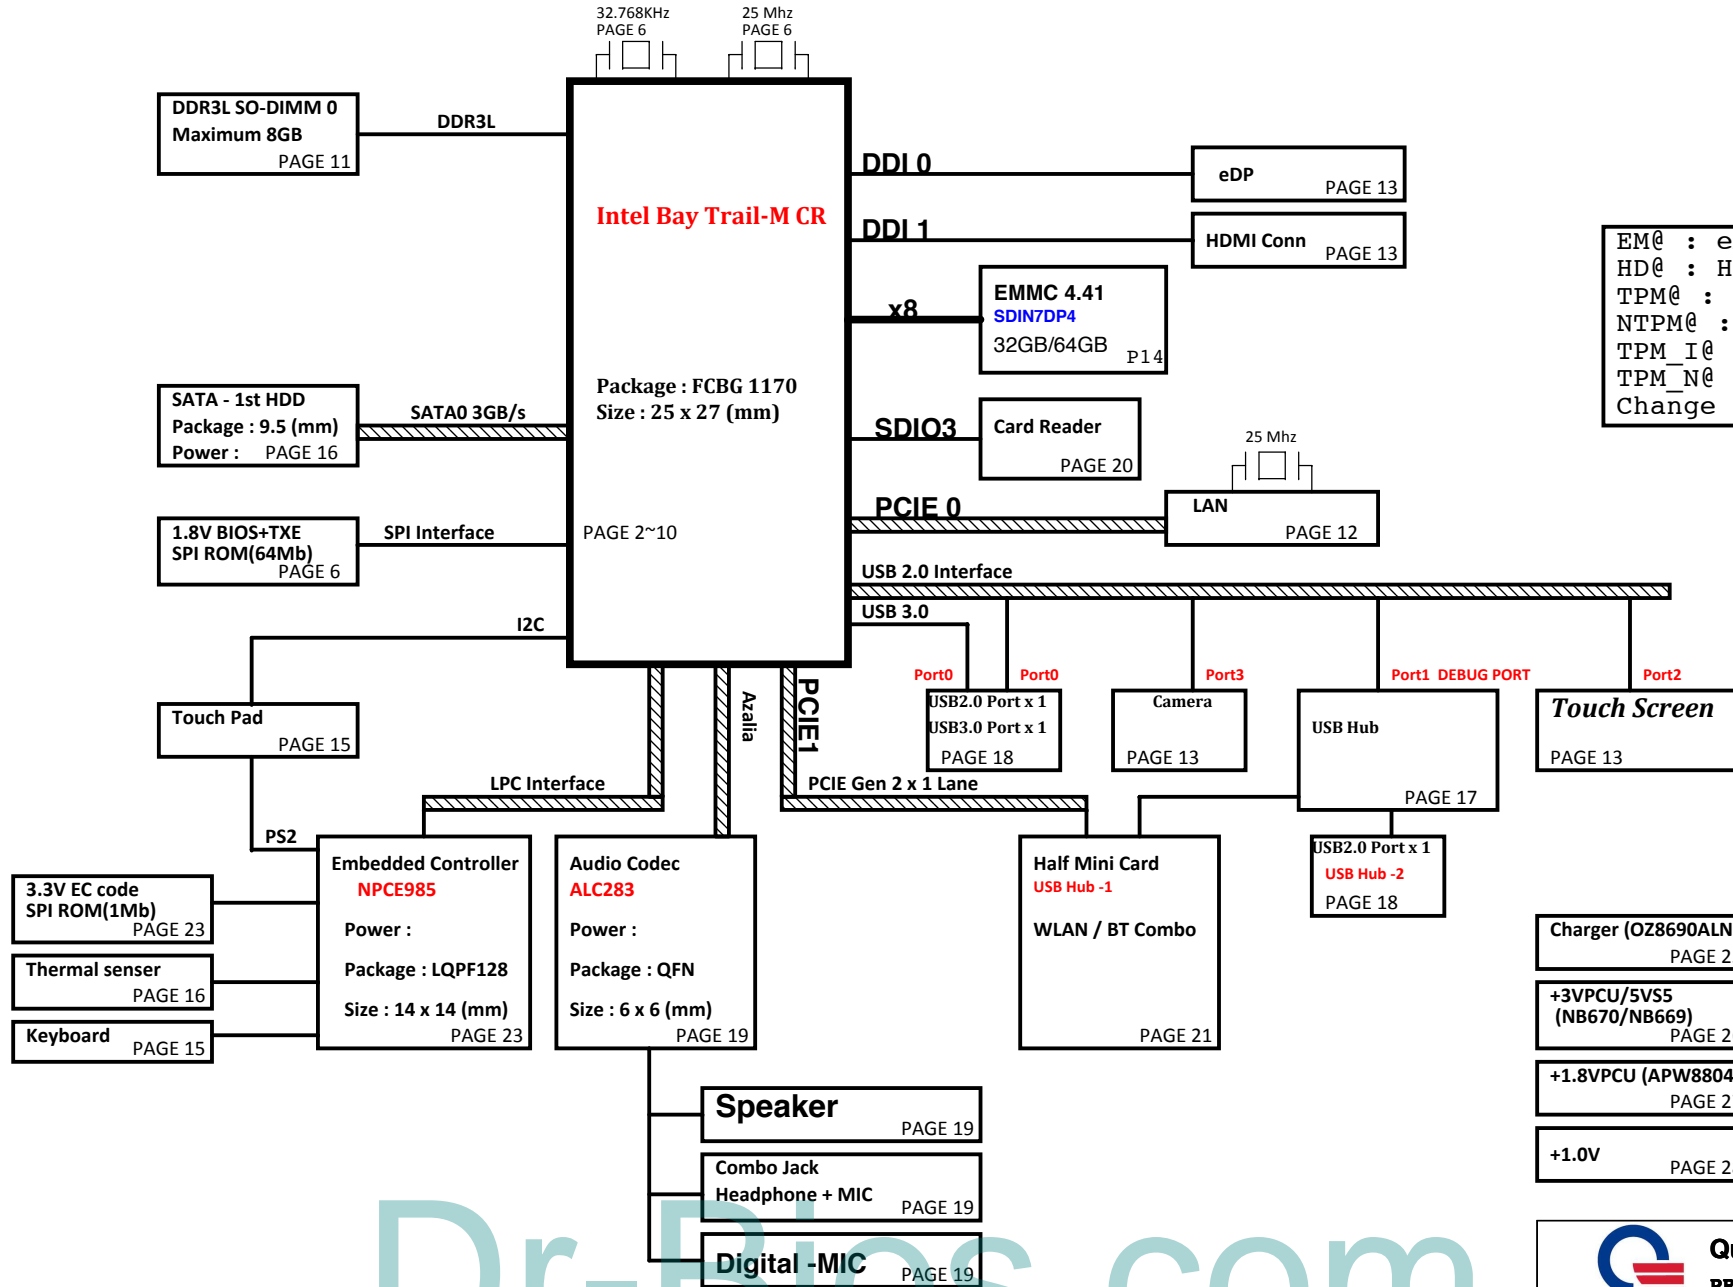 32.768KHz
PAGE 6
25 Mhz
PAGE 6
DDR3L SO-DIMM 0
Maximum 8GB
PAGE 11
DDR3L
Intel Bay Trail-M CR
Package : FCBG 1170
Size : 25 x 27 (mm)
PAGE 2~10
DDI 0
eDP
PAGE 13
DDI 1
HDMI Conn
PAGE 13
x8
EMMC 4.41
SDIN7DP4
32GB/64GB
P14
EM@ : e
HD@ : H
TPM@ :
NTPM@ :
TPM_I@
TPM_N@
Change
SATA - 1st HDD
Package : 9.5 (mm)
Power :
PAGE 16
SATA0 3GB/s
SDIO3
Card Reader
PAGE 20
25 Mhz
PCIE 0
LAN
PAGE 12
1.8V BIOS+TXE
SPI ROM(64Mb)
PAGE 6
SPI Interface
USB 2.0 Interface
USB 3.0
I2C
Touch Pad
PAGE 15
PS2
LPC Interface
Azalia
PCIE1
PCIE Gen 2 x 1 Lane
Port0
Port0
USB2.0 Port x 1
USB3.0 Port x 1
PAGE 18
Port3
Camera
PAGE 13
Port1 DEBUG PORT
USB Hub
PAGE 17
Port2
Touch Screen
PAGE 13
3.3V EC code
SPI ROM(1Mb)
PAGE 23
Thermal senser
PAGE 16
Keyboard
PAGE 15
Embedded Controller
NPCE985
Power :
Package : LQPF128
Size : 14 x 14 (mm)
PAGE 23
Audio Codec
ALC283
Power :
Package : QFN
Size : 6 x 6 (mm)
PAGE 19
Half Mini Card
USB Hub -1
WLAN / BT Combo
PAGE 21
USB2.0 Port x 1
USB Hub -2
PAGE 18
Charger (OZ8690ALN
PAGE 2
+3VPCU/5VS5
(NB670/NB669)
PAGE 2
+1.8VPCU (APW8804
PAGE 2
+1.0V
PAGE 2
Speaker
PAGE 19
Combo Jack
Headphone + MIC
PAGE 19
Digital -MIC
PAGE 19
Dr-Bios.com